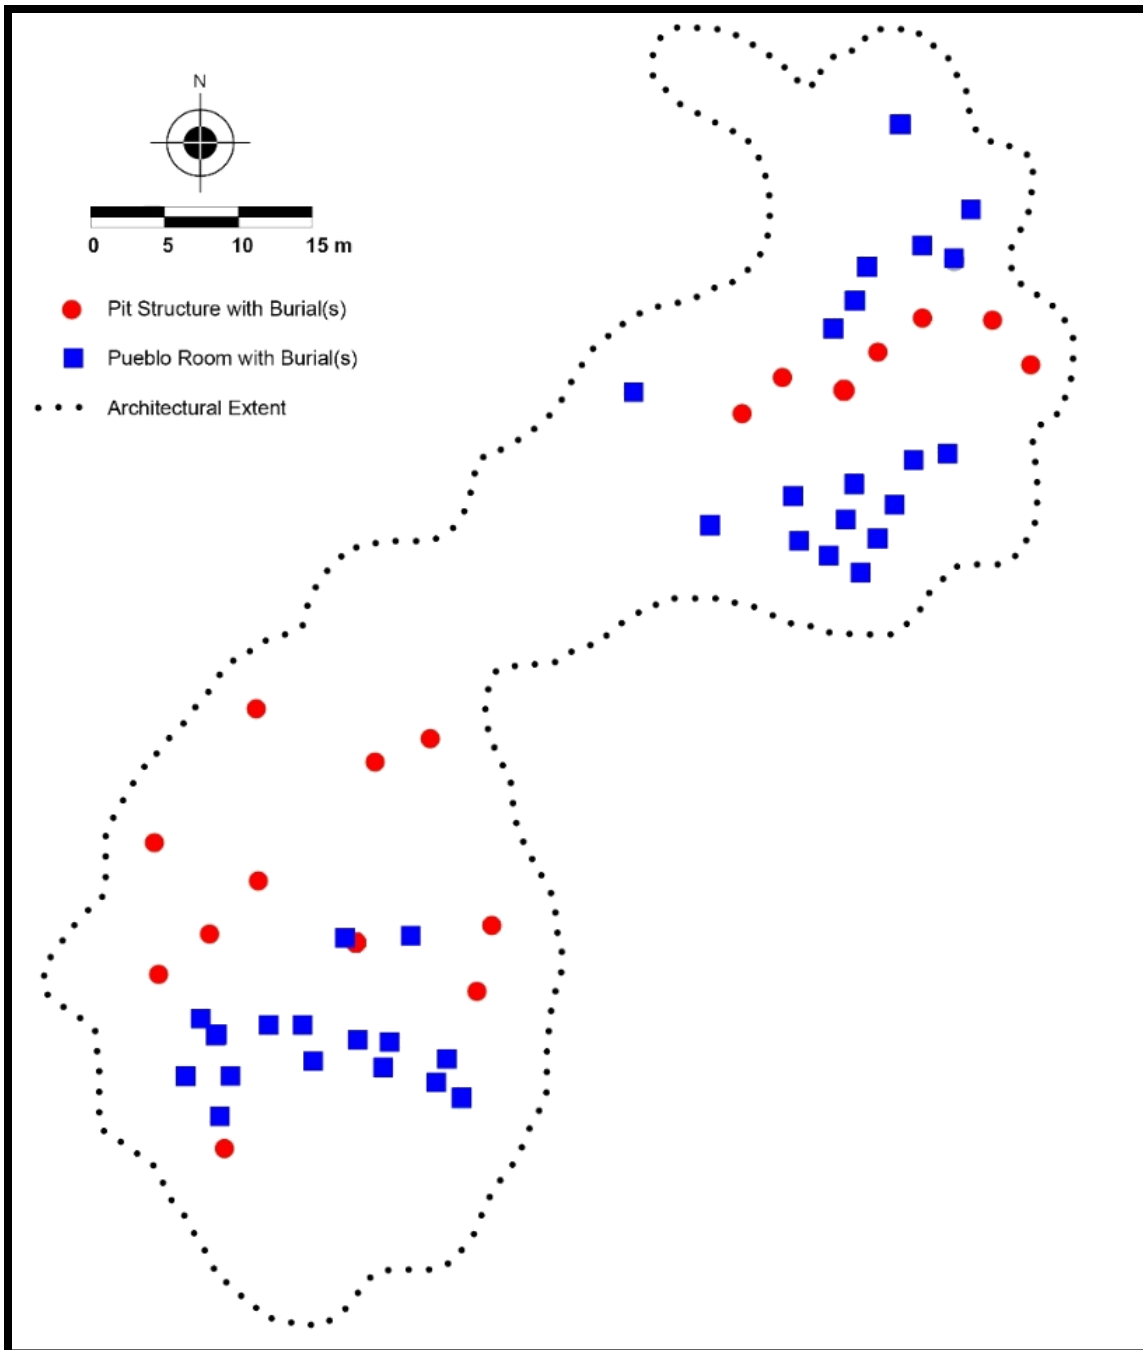 N
0 5 10 15 m
Pit Structure with Burial(s)
Pueblo Room with Burial(s)
Architectural Extent